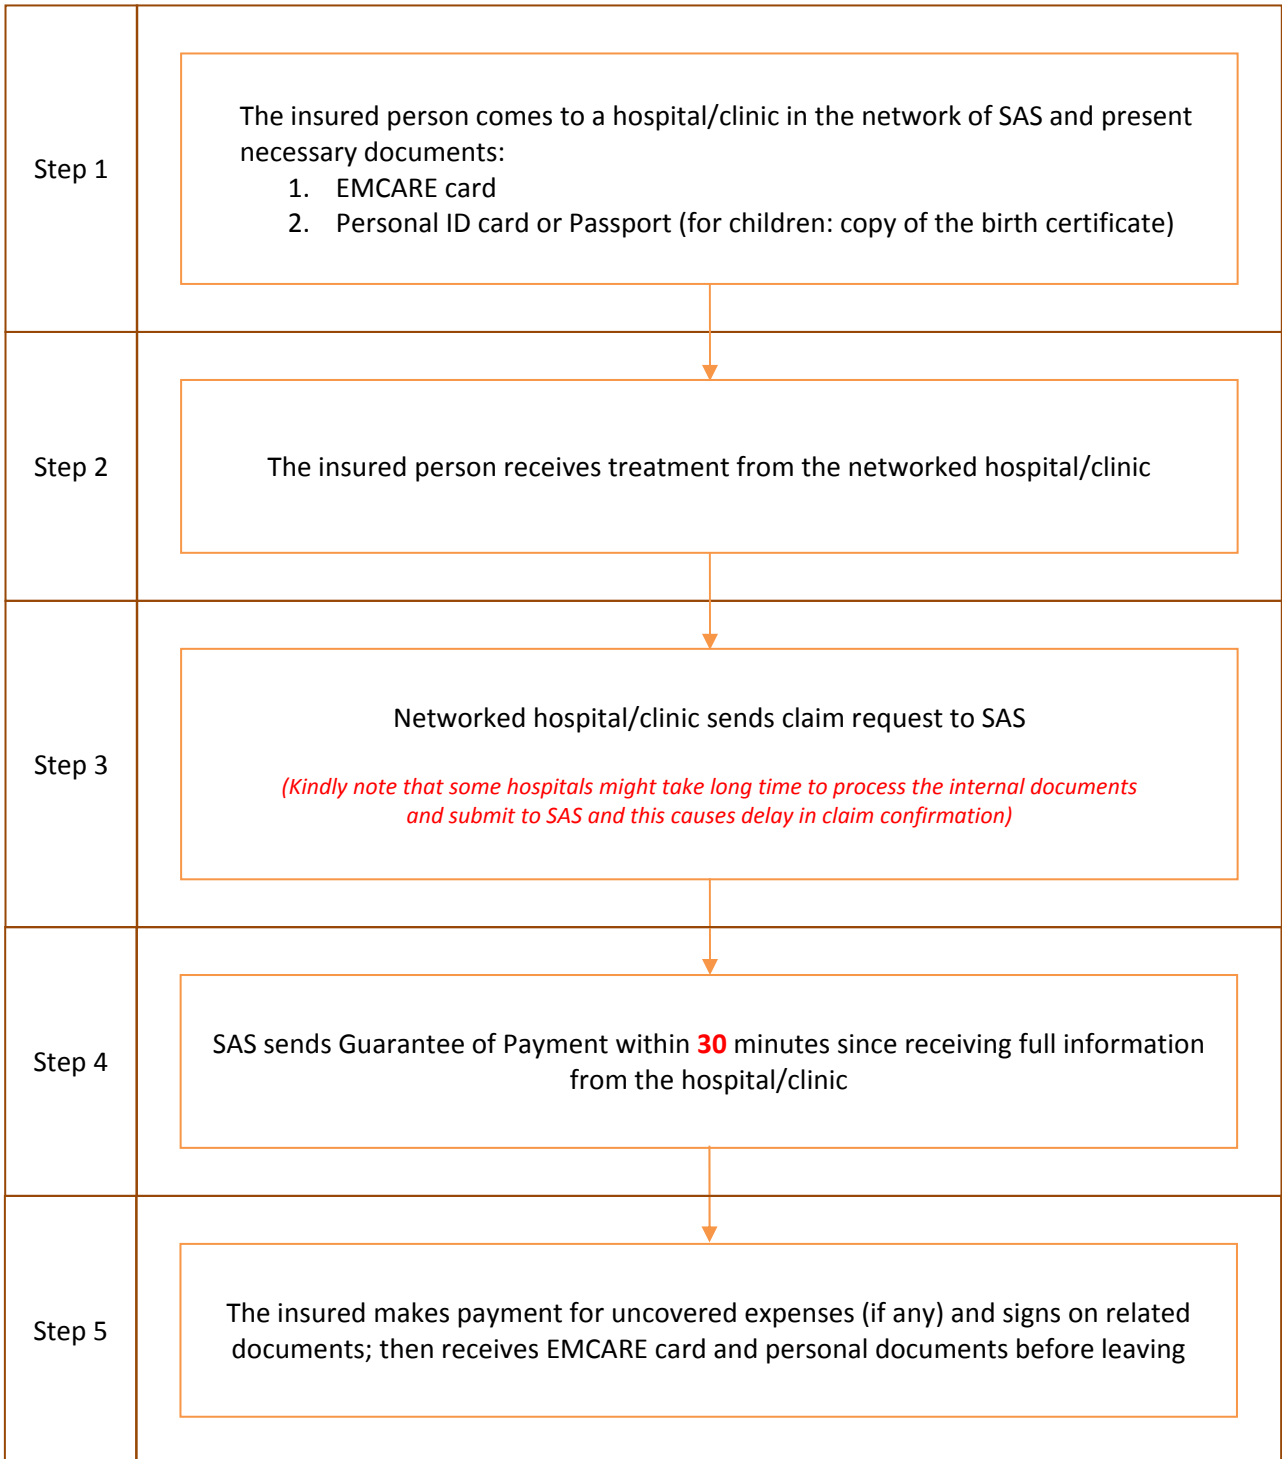 Step 1
The insured person comes to a hospital/clinic in the network of SAS and present
necessary documents:
1. EMCARE card
2. Personal ID card or Passport (for children: copy of the birth certificate)
Step 2
The insured person receives treatment from the networked hospital/clinic
Step 3
Networked hospital/clinic sends claim request to SAS
(Kindly note that some hospitals might take long time to process the internal documents
and submit to SAS and this causes delay in claim confirmation)
Step 4
SAS sends Guarantee of Payment within 30 minutes since receiving full information
from the hospital/clinic
Step 5
The insured makes payment for uncovered expenses (if any) and signs on related
documents; then receives EMCARE card and personal documents before leaving